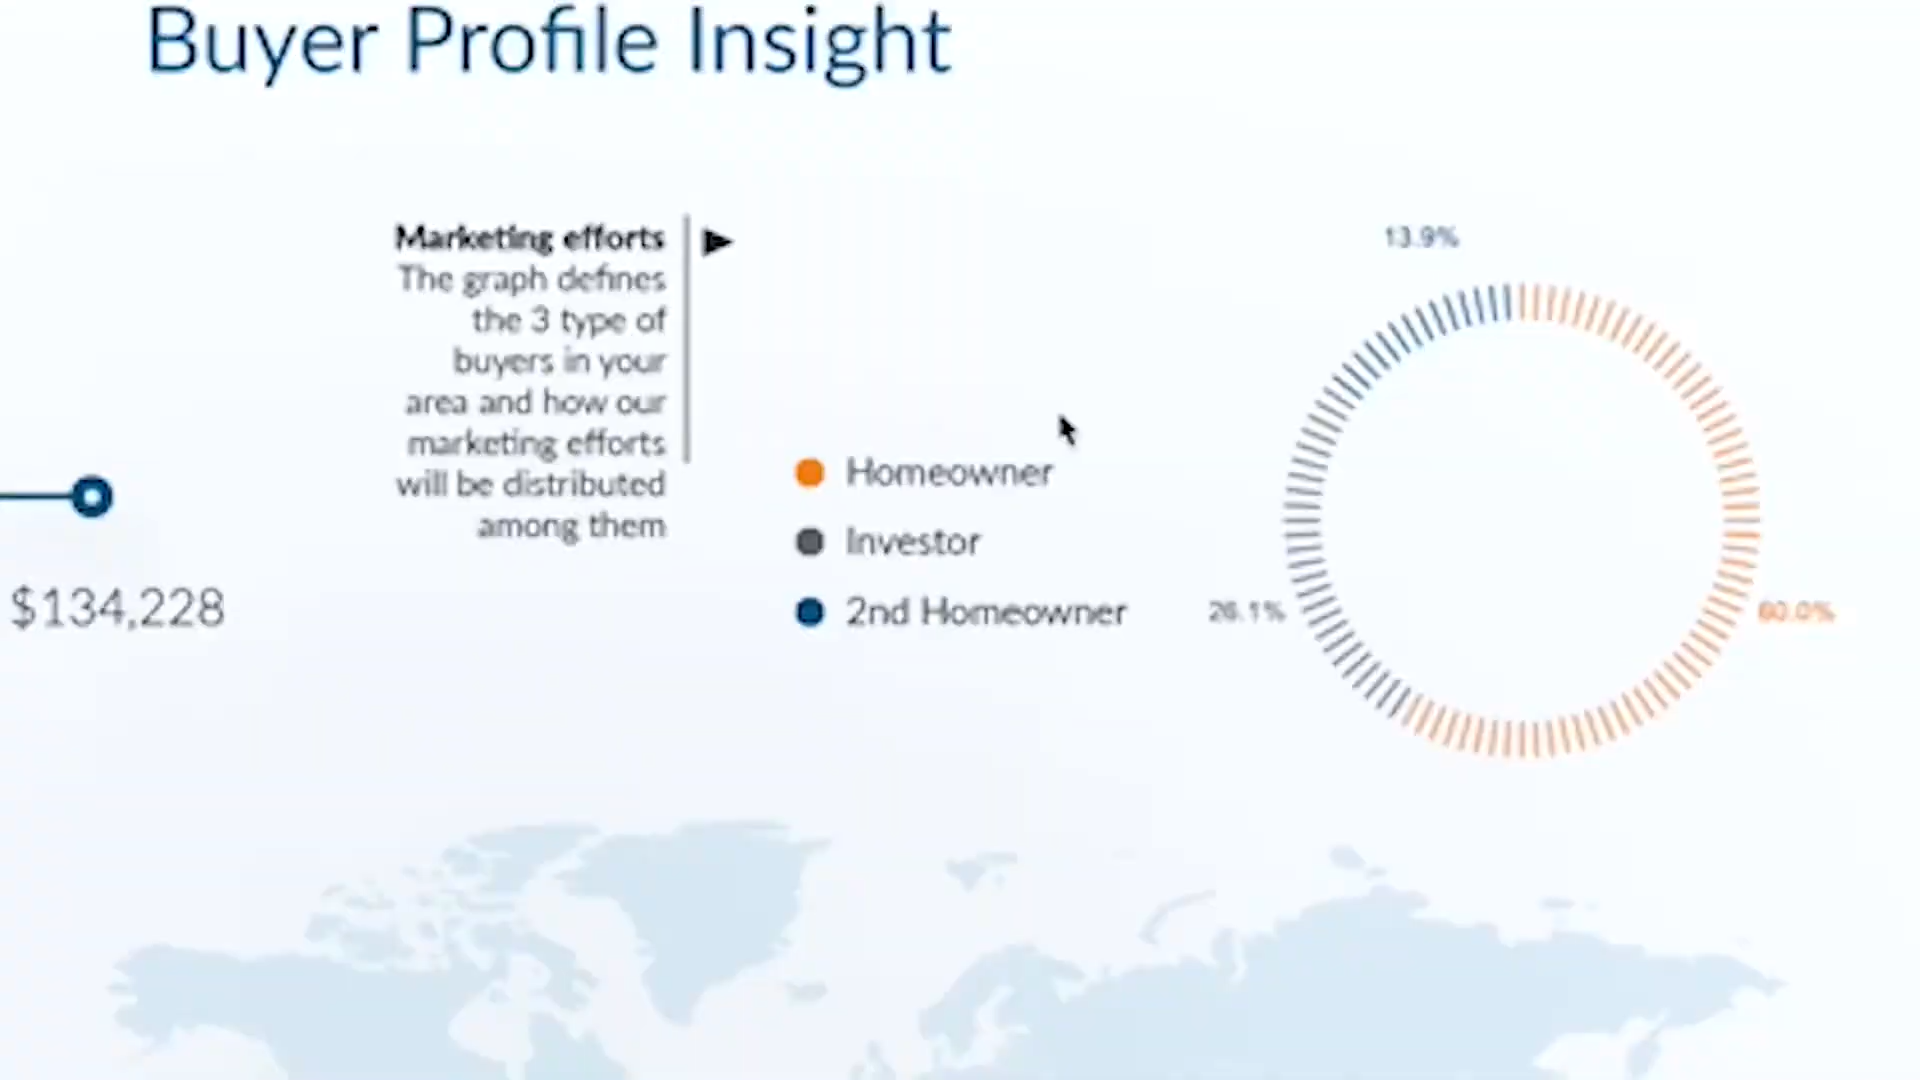 Buyer Profile Insight
Marketing efforts
The graph defines
the 3 type of
buyers in your
area and how our
marketing efforts
will be distributed
among them
$134,228
Homeowner
Investor
2nd Homeowner
13.9%
26.1%
60.0%